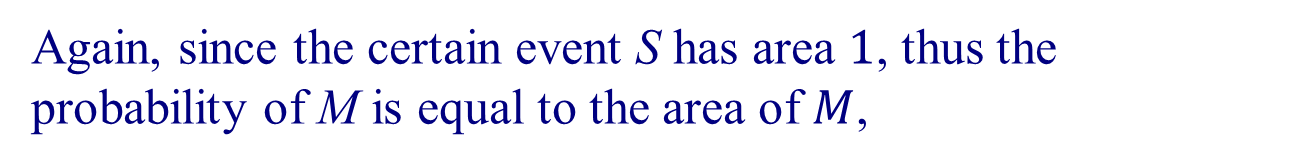 Again, since the certain event S has area 1, thus the
probability of M is equal to the area of M,